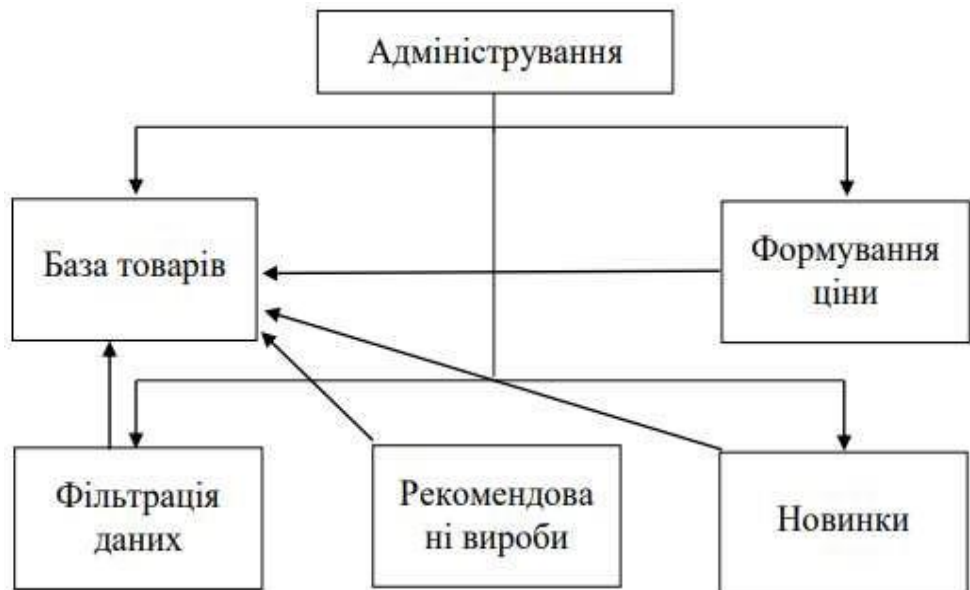 Адміністрування
База товарів
Формування
ціни
Фільтрація
даних
Рекомендова
ні вироби
Новинки